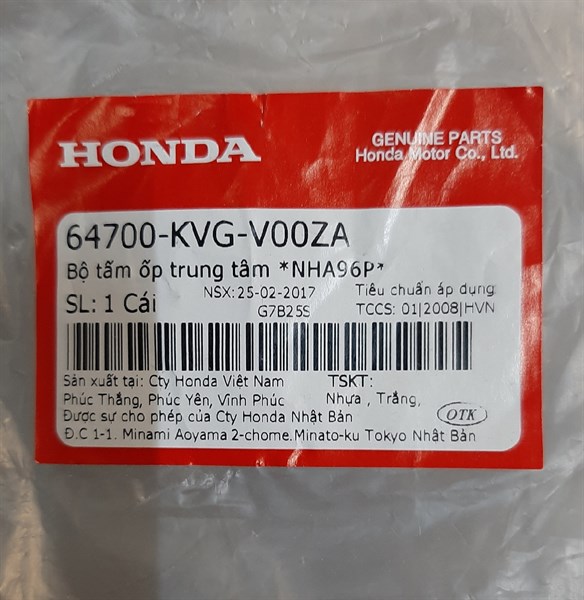 HONDA
GENUINE PARTS
Honda Motor Co., Ltd.
64700-KVG-V00ZA
Bộ tấm ốp trung tâm *NHA96P*
SL: 1 Cái
NSX: 25-02-2017
G7B25S
Tiêu chuẩn áp dụng
TCCS: 01|2008|HVN
Sản xuất tại: Cty Honda Việt Nam
Phúc Thắng, Phúc Yên, Vĩnh Phúc
TSKT:
Nhựa , Trắng,
Được sự cho phép của Cty Honda Nhật Bản
OTK
Đ.C 1-1. Minami Aoyama 2-chome.Minato-ku Tokyo Nhật Bản